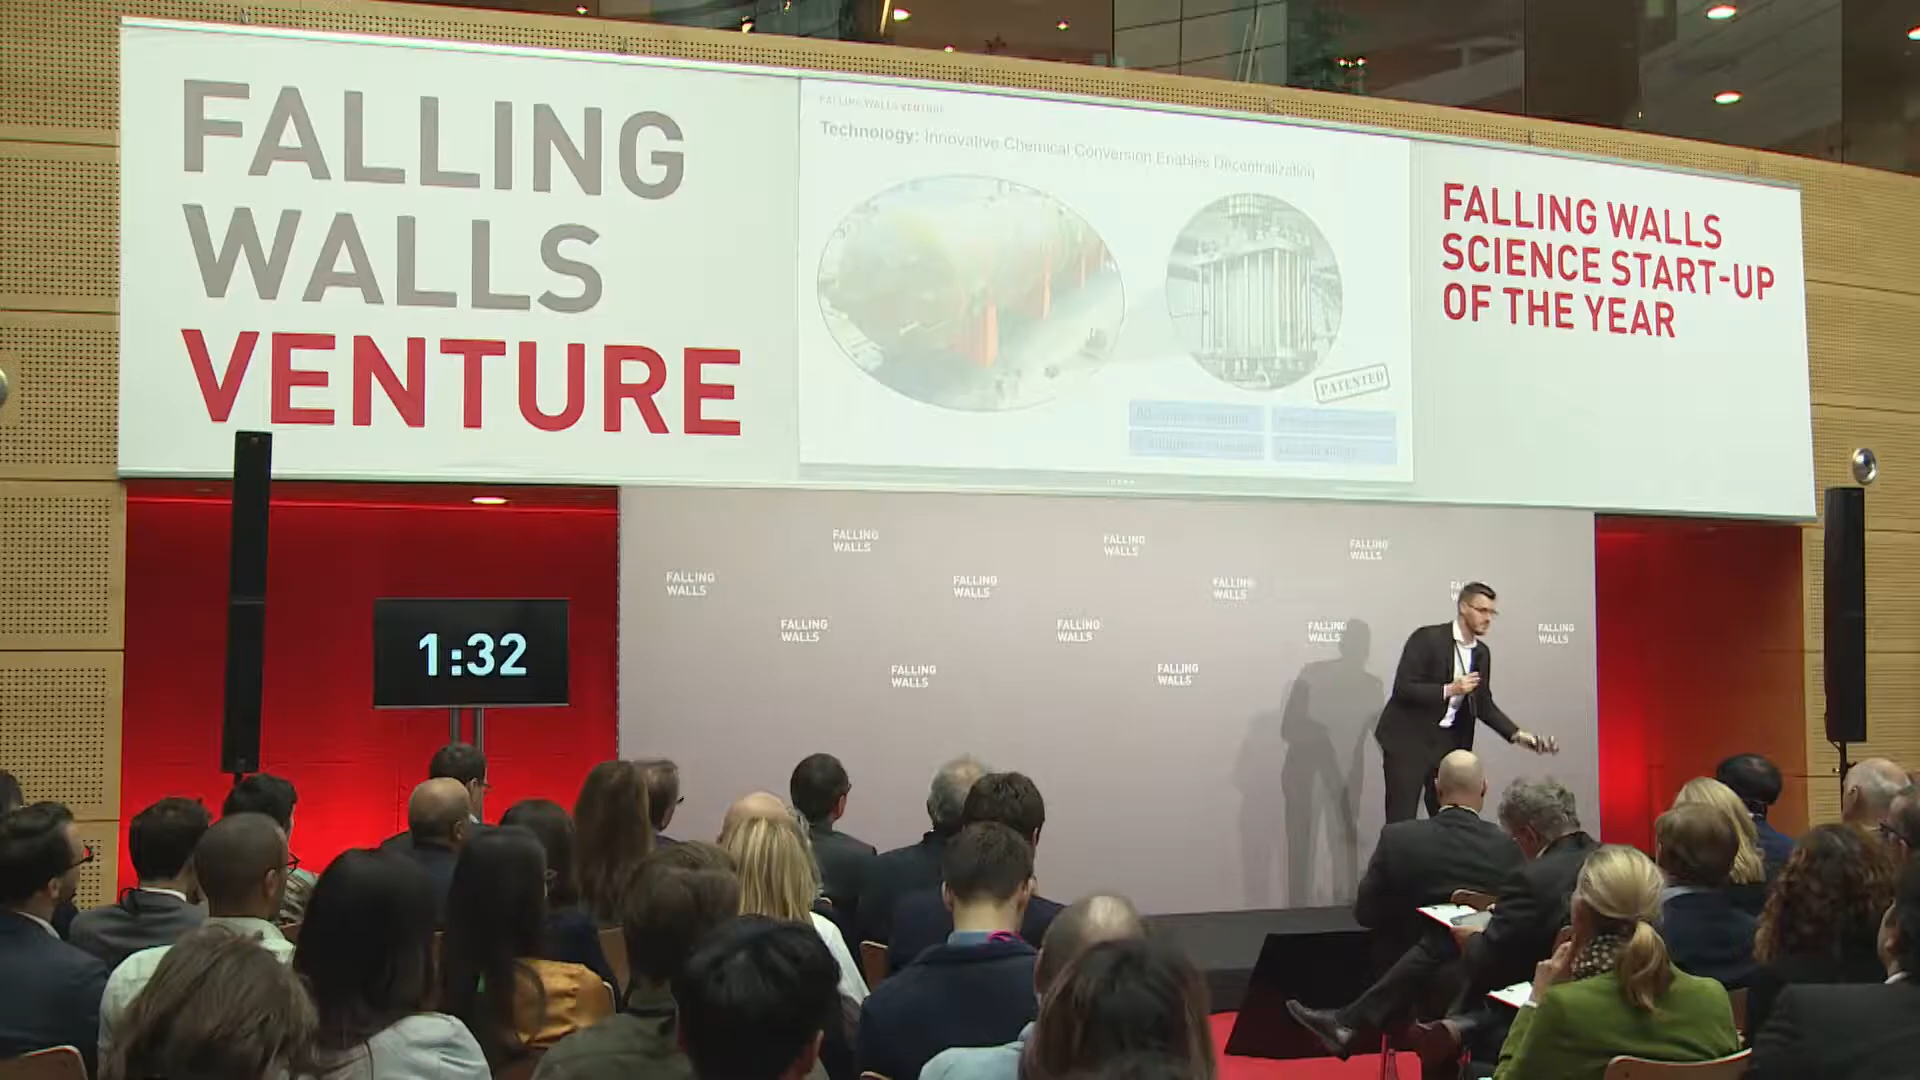 FALLING
WALLS
VENTURE
FALLING WALLS VENTURE
Technology: Innovative Chemical Conversion Enables Decentralization
PATENTED
FALLING WALLS
SCIENCE START-UP
OF THE YEAR
1:32
FALLING
WALLS
FALLING
WALLS
FALLING
WALLS
FALLING
WALLS
FALLING
WALLS
FALLING
WALLS
FALLING
WALLS
FALLING
WALLS
FALLING
WALLS
FALLING
WALLS
FALLING
WALLS
FALLING
WALLS